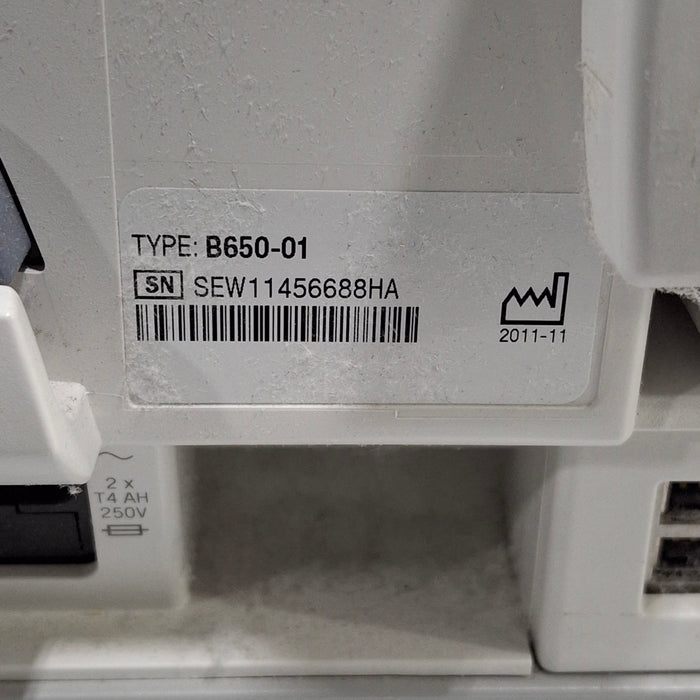 TYPE: B650-01
SN SEW11456688HA
2011-11
2 x
T4 AH
250V